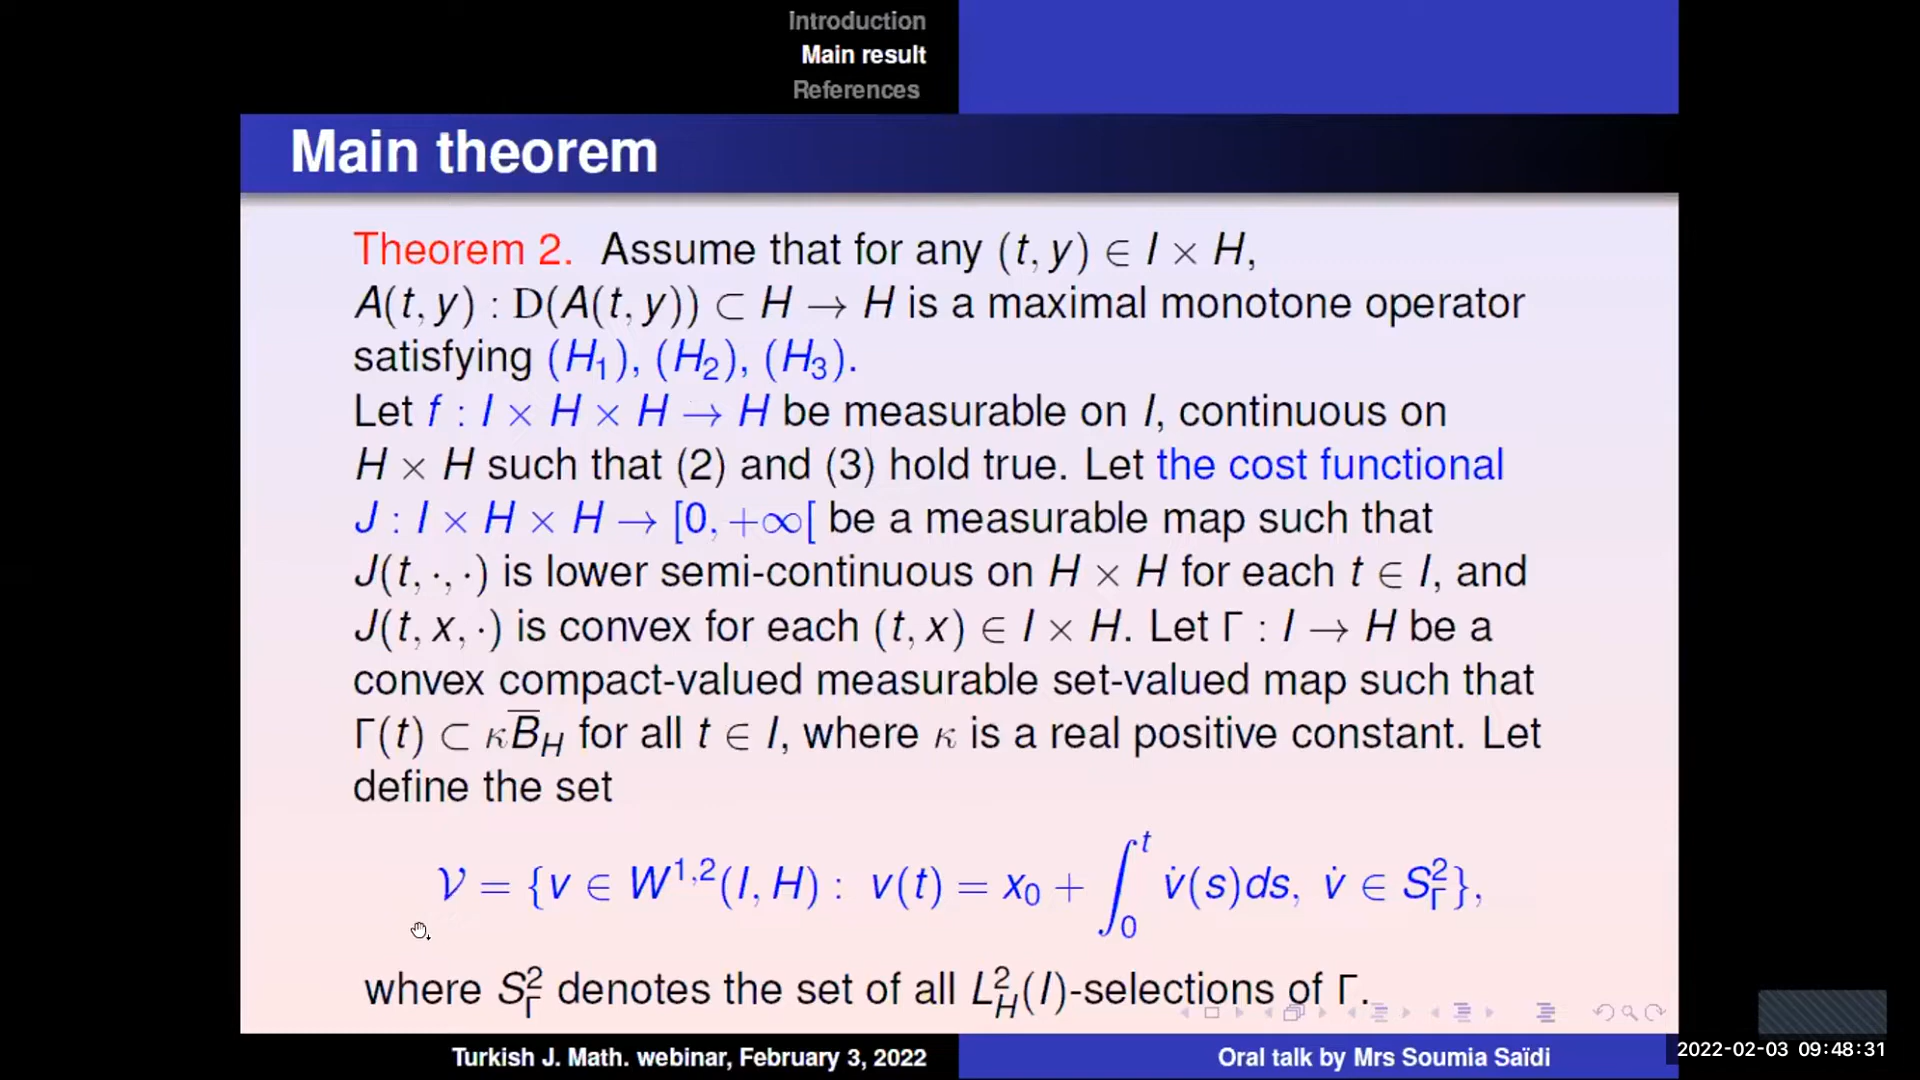 Introduction
Main result
References
Main theorem
Theorem 2. Assume that for any (t, y) ∈ I × H,
A(t, y) : D(A(t, y)) ⊂ H → H is a maximal monotone operator
satisfying (H₁), (H₂), (H₃).
Let f : I × H × H → H be measurable on I, continuous on
H × H such that (2) and (3) hold true. Let the cost functional
J : I × H × H → [0, +∞[ be a measurable map such that
J(t, ·, ·) is lower semi-continuous on H × H for each t ∈ I, and
J(t, x, ·) is convex for each (t, x) ∈ I × H. Let Γ : I → H be a
convex compact-valued measurable set-valued map such that
Γ(t) ⊂ κB̅_H for all t ∈ I, where κ is a real positive constant. Let
define the set
𝒱 = {v ∈ W^{1,2}(I, H) : v(t) = x₀ + ∫₀ᵗ v̇(s)ds, v̇ ∈ S²_Γ},
where S²_Γ denotes the set of all L²_H(I)-selections of Γ.
Turkish J. Math. webinar, February 3, 2022
Oral talk by Mrs Soumia Saïdi
2022-02-03 09:48:31